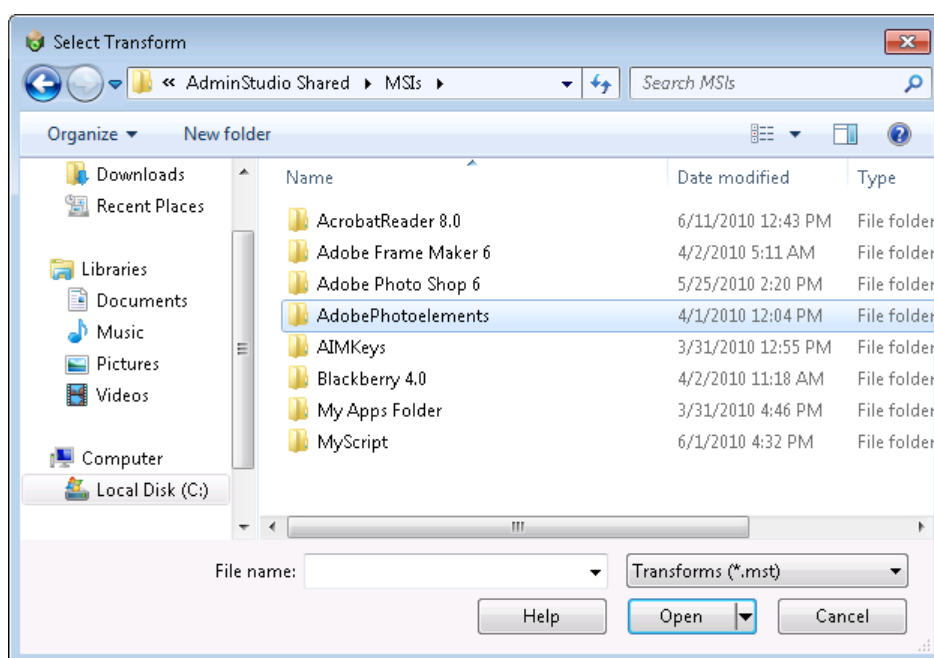 Select Transform
« AdminStudio Shared ▸ MSIs ▸ Search MSIs
Organize ▾ New folder
Downloads
Recent Places
Libraries
Documents
Music
Pictures
Videos
Computer
Local Disk (C:)
Name Date modified Type
AcrobatReader 8.0 6/11/2010 12:43 PM File folder
Adobe Frame Maker 6 4/2/2010 5:11 AM File folder
Adobe Photo Shop 6 5/25/2010 2:20 PM File folder
AdobePhotoelements 4/1/2010 12:04 PM File folder
AIMKeys 3/31/2010 12:55 PM File folder
Blackberry 4.0 4/2/2010 11:18 AM File folder
My Apps Folder 3/31/2010 4:46 PM File folder
MyScript 6/1/2010 4:32 PM File folder
File name: Transforms (*.mst)
Help Open Cancel